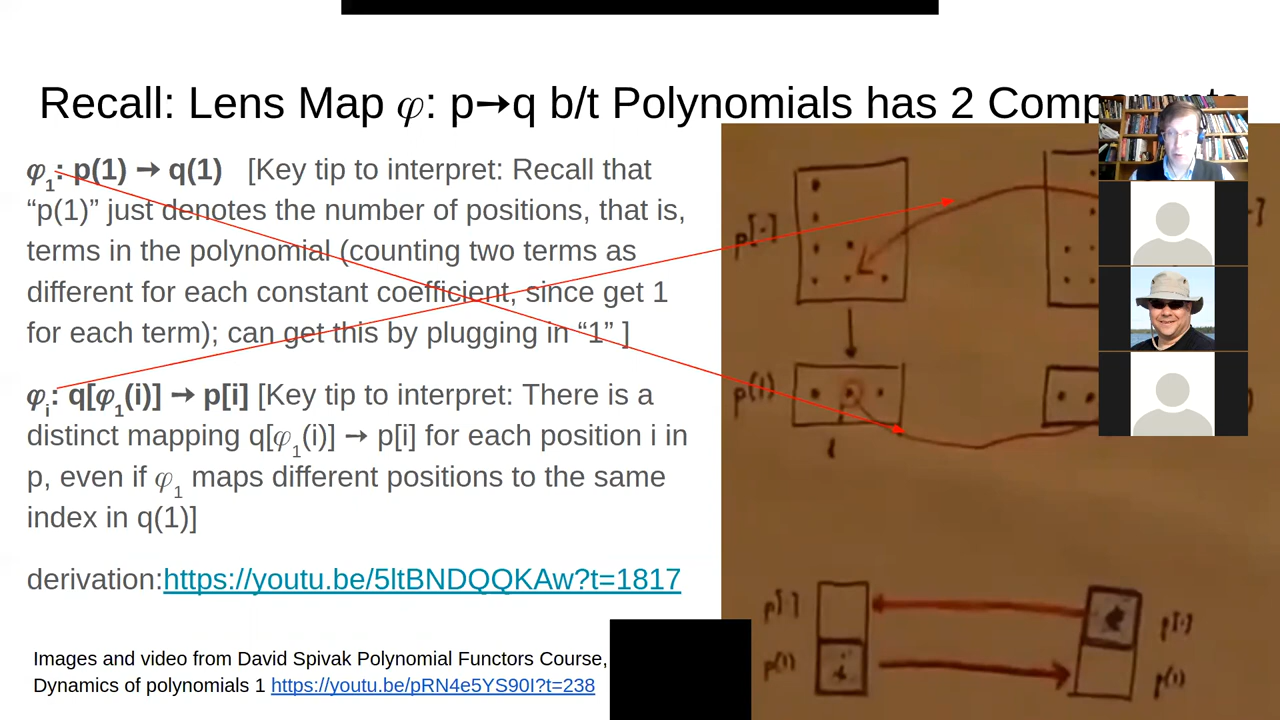 Recall: Lens Map φ: p→q b/t Polynomials has 2 Comp
φ1: p(1) → q(1) [Key tip to interpret: Recall that
“p(1)” just denotes the number of positions, that is,
terms in the polynomial (counting two terms as
different for each constant coefficient, since get 1
for each term); can get this by plugging in “1” ]
φi: q[φ1(i)] → p[i] [Key tip to interpret: There is a
distinct mapping q[φ1(i)] → p[i] for each position i in
p, even if φ1 maps different positions to the same
index in q(1)]
derivation:https://youtu.be/5ltBNDQQKAw?t=1817
Images and video from David Spivak Polynomial Functors Course,
Dynamics of polynomials 1 https://youtu.be/pRN4e5YS90I?t=238
p[·]
p(1)
i
p[·]
p(1)
p[·]
p(1)